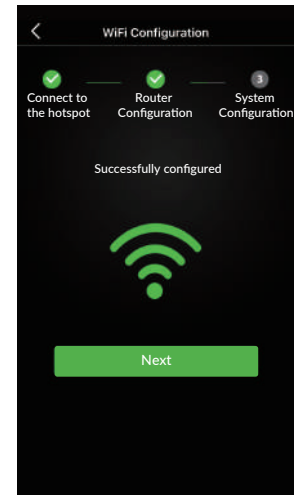 WiFi Configuration
3
Connect to
the hotspot
Router
Configuration
System
Configuration
Successfully configured
Next